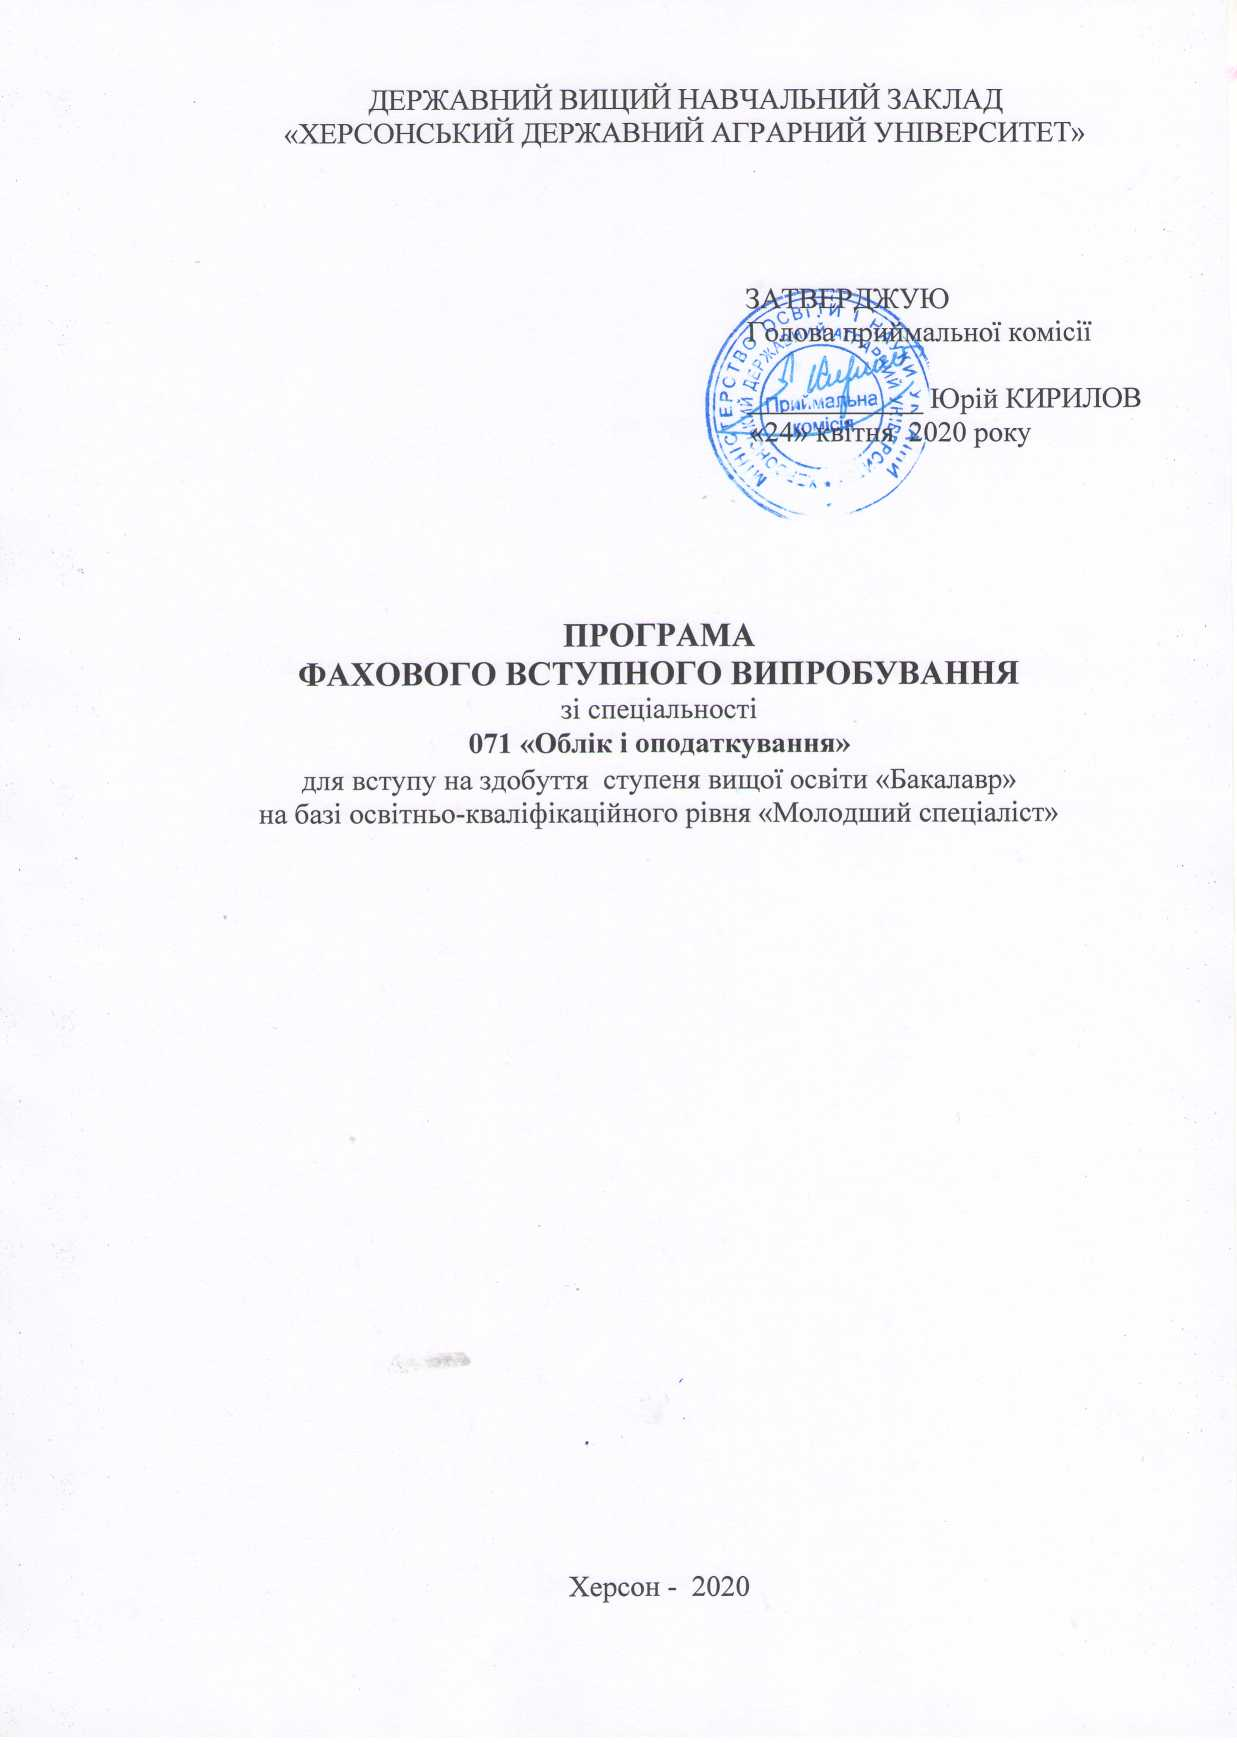 ДЕРЖАВНИЙ ВИЩИЙ НАВЧАЛЬНИЙ ЗАКЛАД
«ХЕРСОНСЬКИЙ ДЕРЖАВНИЙ АГРАРНИЙ УНІВЕРСИТЕТ»
ЗАТВЕРДЖУЮ
Голова приймальної комісії
Юрій КИРИЛОВ
«24» квітня 2020 року
Приймальна
комісія
ПРОГРАМА
ФАХОВОГО ВСТУПНОГО ВИПРОБУВАННЯ
зі спеціальності
071 «Облік і оподаткування»
для вступу на здобуття ступеня вищої освіти «Бакалавр»
на базі освітньо-кваліфікаційного рівня «Молодший спеціаліст»
Херсон - 2020